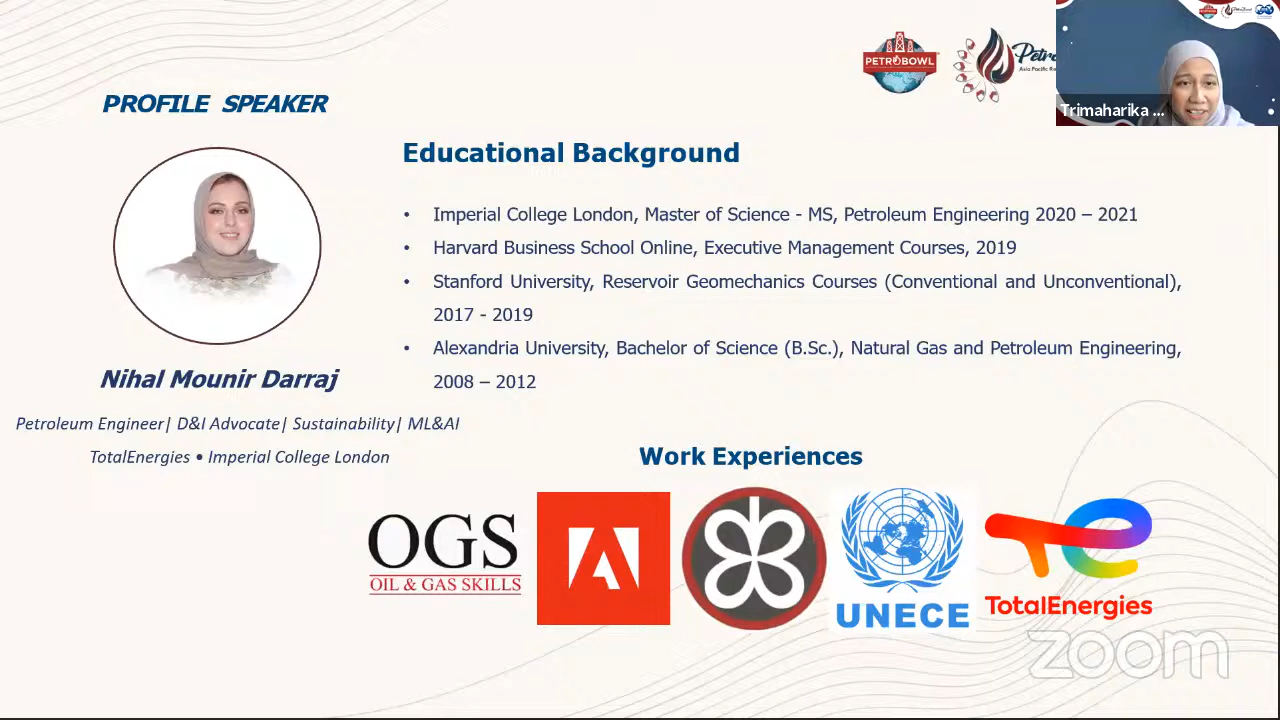 PETROBOWL
Asia Pacific
Trimaharika ...
PROFILE SPEAKER
Educational Background
• Imperial College London, Master of Science - MS, Petroleum Engineering 2020 – 2021
• Harvard Business School Online, Executive Management Courses, 2019
• Stanford University, Reservoir Geomechanics Courses (Conventional and Unconventional),
2017 - 2019
• Alexandria University, Bachelor of Science (B.Sc.), Natural Gas and Petroleum Engineering,
2008 – 2012
Nihal Mounir Darraj
Petroleum Engineer| D&I Advocate| Sustainability| ML&AI
TotalEnergies • Imperial College London
Work Experiences
OGS
OIL & GAS SKILLS
UNECE
TotalEnergies
zoom